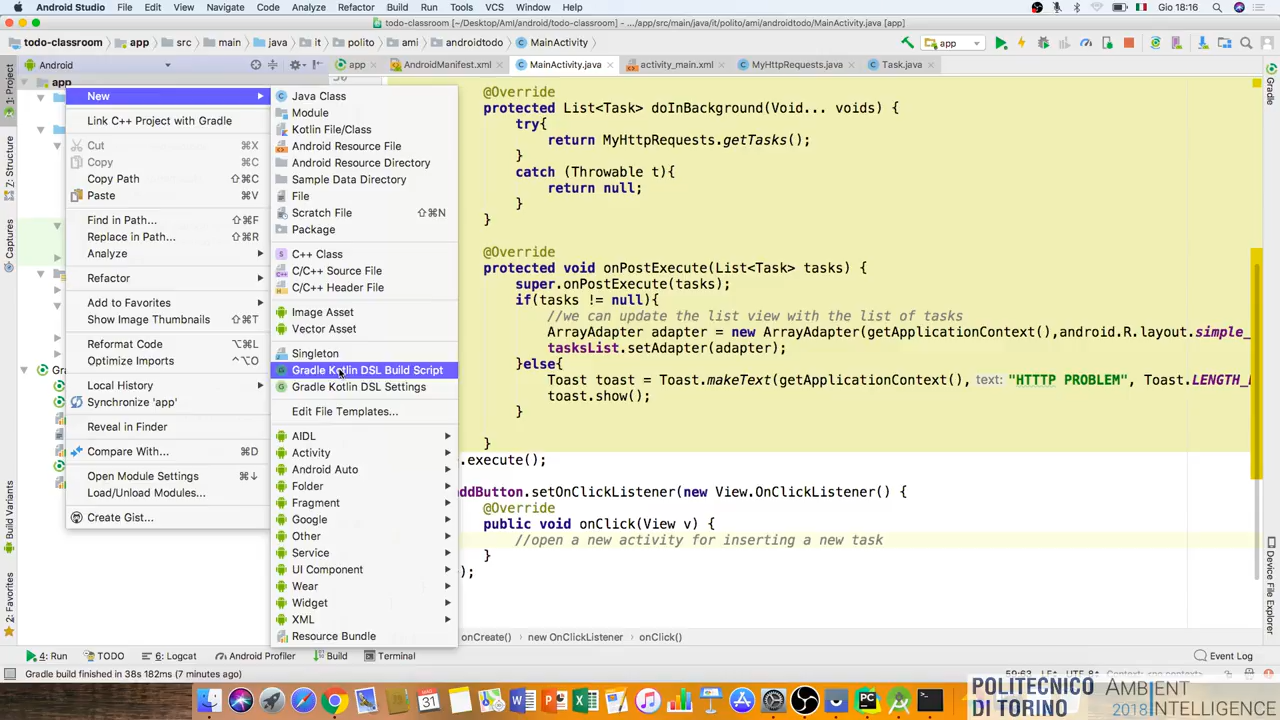 Android Studio File Edit View Navigate Code Analyze Refactor Build Run Tools VCS Window Help Gio 18:16
todo-classroom [~/Desktop/AmI/android/todo-classroom] - .../app/src/main/java/it/polito/ami/androidtodo/MainActivity.java [app]
todo-classroom app src main java it polito ami androidtodo MainActivity app
Android app AndroidManifest.xml MainActivity.java activity_main.xml MyHttpRequests.java Task.java
1: Project
Z: Structure
Captures
Build Variants
2: Favorites
app
New
Link C++ Project with Gradle
Cut ⌘X
Copy ⌘C
Copy Path ⇧⌘C
Paste ⌘V
Find in Path... ⇧⌘F
Replace in Path... ⇧⌘R
Analyze
Refactor
Add to Favorites
Show Image Thumbnails ⇧⌘T
Reformat Code ⌥⌘L
Optimize Imports ^⌥O
Local History
Synchronize 'app'
Reveal in Finder
Compare With... ⌘D
Open Module Settings ⌘↓
Load/Unload Modules...
Create Gist...
Java Class
Module
Kotlin File/Class
Android Resource File
Android Resource Directory
Sample Data Directory
File
Scratch File ⇧⌘N
Package
C++ Class
C/C++ Source File
C/C++ Header File
Image Asset
Vector Asset
Singleton
Gradle Kotlin DSL Build Script
Gradle Kotlin DSL Settings
Edit File Templates...
AIDL
Activity
Android Auto
Folder
Fragment
Google
Other
Service
UI Component
Wear
Widget
XML
Resource Bundle
@Override
protected List<Task> doInBackground(Void... voids) {
try{
return MyHttpRequests.getTasks();
}
catch (Throwable t){
return null;
}
}
@Override
protected void onPostExecute(List<Task> tasks) {
super.onPostExecute(tasks);
if(tasks != null){
//we can update the list view with the list of tasks
ArrayAdapter adapter = new ArrayAdapter(getApplicationContext(),android.R.layout.simple_
tasksList.setAdapter(adapter);
}else{
Toast toast = Toast.makeText(getApplicationContext(), text: "HTTTP PROBLEM", Toast.LENGTH_
toast.show();
}
}
.execute();
addButton.setOnClickListener(new View.OnClickListener() {
@Override
public void onClick(View v) {
//open a new activity for inserting a new task
}
);
Gradle
Device File Explorer
onCreate() new OnClickListener onClick()
4: Run TODO 6: Logcat Android Profiler Build Terminal Event Log
Gradle build finished in 38s 182ms (7 minutes ago)
POLITECNICO
DI TORINO
AMBIENT
2018 INTELLIGENCE